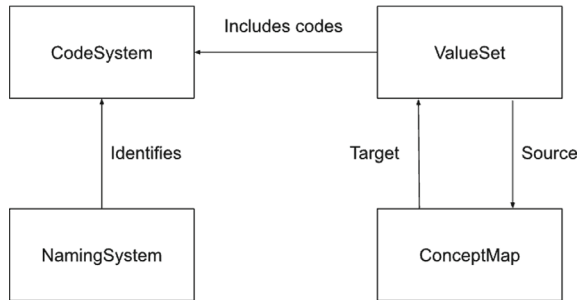 Includes codes
CodeSystem
ValueSet
Identifies
Target
Source
NamingSystem
ConceptMap